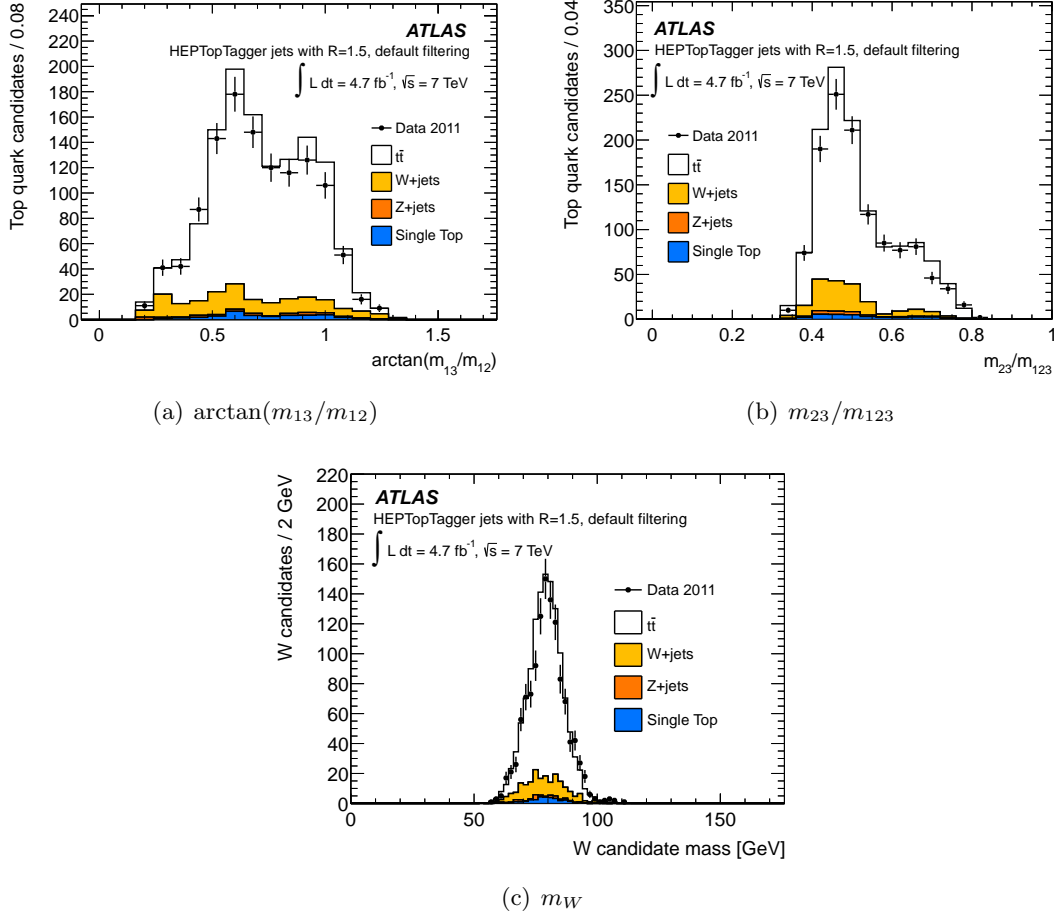 Top quark candidates / 0.08
240
220
200
180
160
140
120
100
80
60
40
20
0
ATLAS
HEPTopTagger jets with R=1.5, default filtering
∫ L dt = 4.7 fb⁻¹, √s = 7 TeV
Data 2011
tt̄
W+jets
Z+jets
Single Top
0 0.5 1 1.5
arctan(m₁₃/m₁₂)
(a) arctan(m₁₃/m₁₂)
Top quark candidates / 0.04
350
300
250
200
150
100
50
0
ATLAS
HEPTopTagger jets with R=1.5, default filtering
∫ L dt = 4.7 fb⁻¹, √s = 7 TeV
Data 2011
tt̄
W+jets
Z+jets
Single Top
0 0.2 0.4 0.6 0.8 1
m₂₃/m₁₂₃
(b) m₂₃/m₁₂₃
W candidates / 2 GeV
220
200
180
160
140
120
100
80
60
40
20
0
ATLAS
HEPTopTagger jets with R=1.5, default filtering
∫ L dt = 4.7 fb⁻¹, √s = 7 TeV
Data 2011
tt̄
W+jets
Z+jets
Single Top
0 50 100 150
W candidate mass [GeV]
(c) m_W